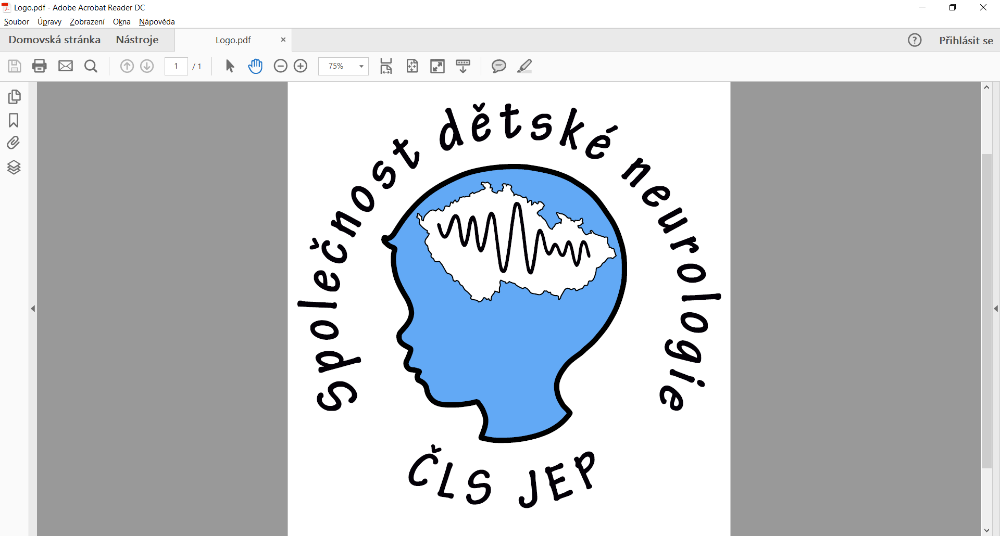 Logo.pdf - Adobe Acrobat Reader DC
Soubor Úpravy Zobrazení Okna Nápověda
Domovská stránka Nástroje Logo.pdf × ? Přihlásit se
1 / 1 75%
Společnost dětské neurologie
ČLS JEP